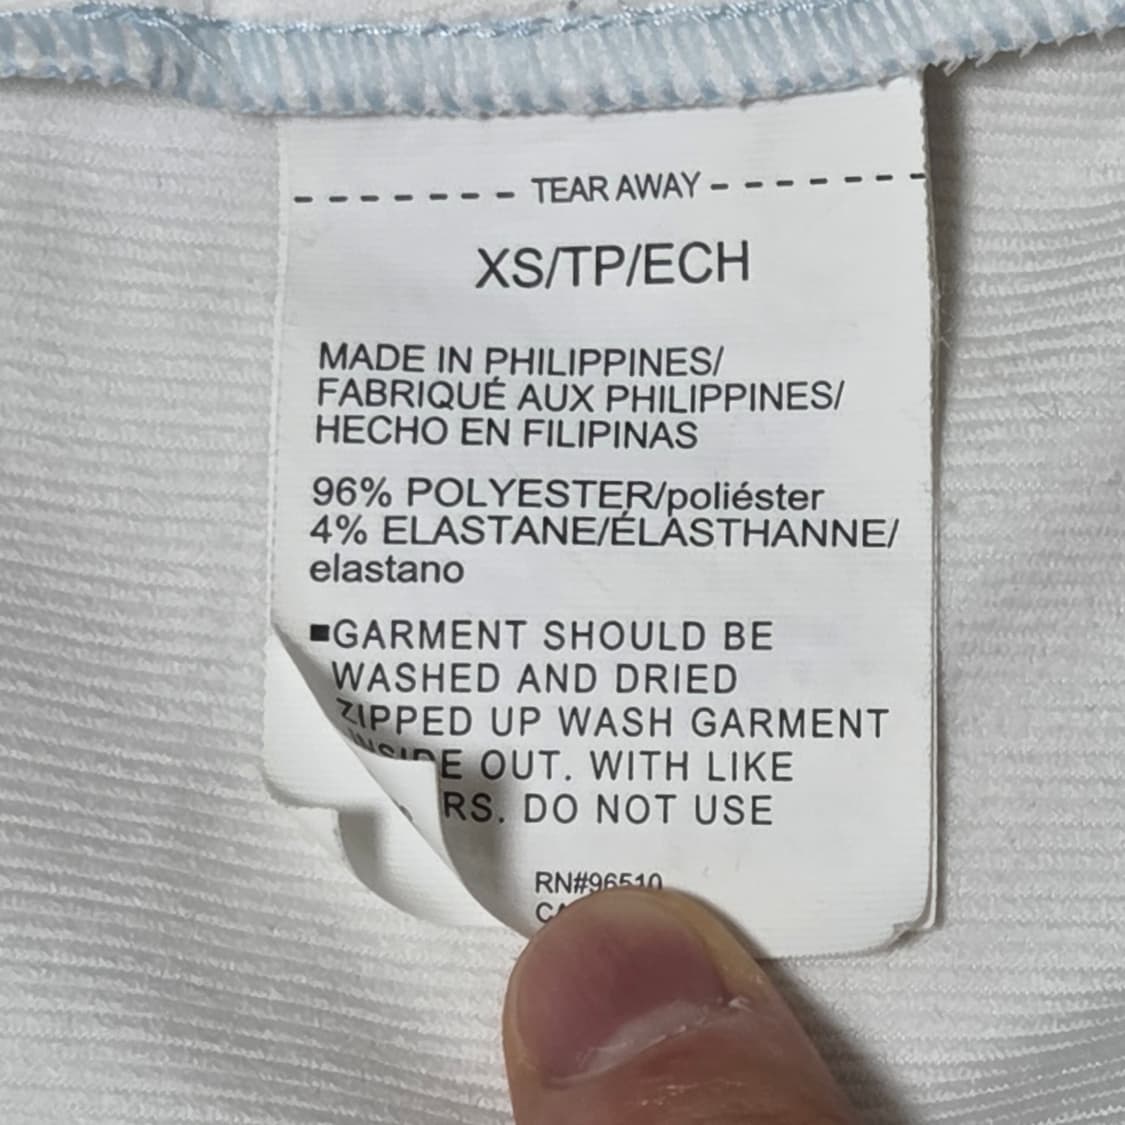 TEAR AWAY
XS/TP/ECH
MADE IN PHILIPPINES/
FABRIQUÉ AUX PHILIPPINES/
HECHO EN FILIPINAS
96% POLYESTER/poliéster
4% ELASTANE/ÉLASTHANNE/
elastano
■GARMENT SHOULD BE
WASHED AND DRIED
ZIPPED UP WASH GARMENT
INSIDE OUT. WITH LIKE
RS. DO NOT USE
RN#96510